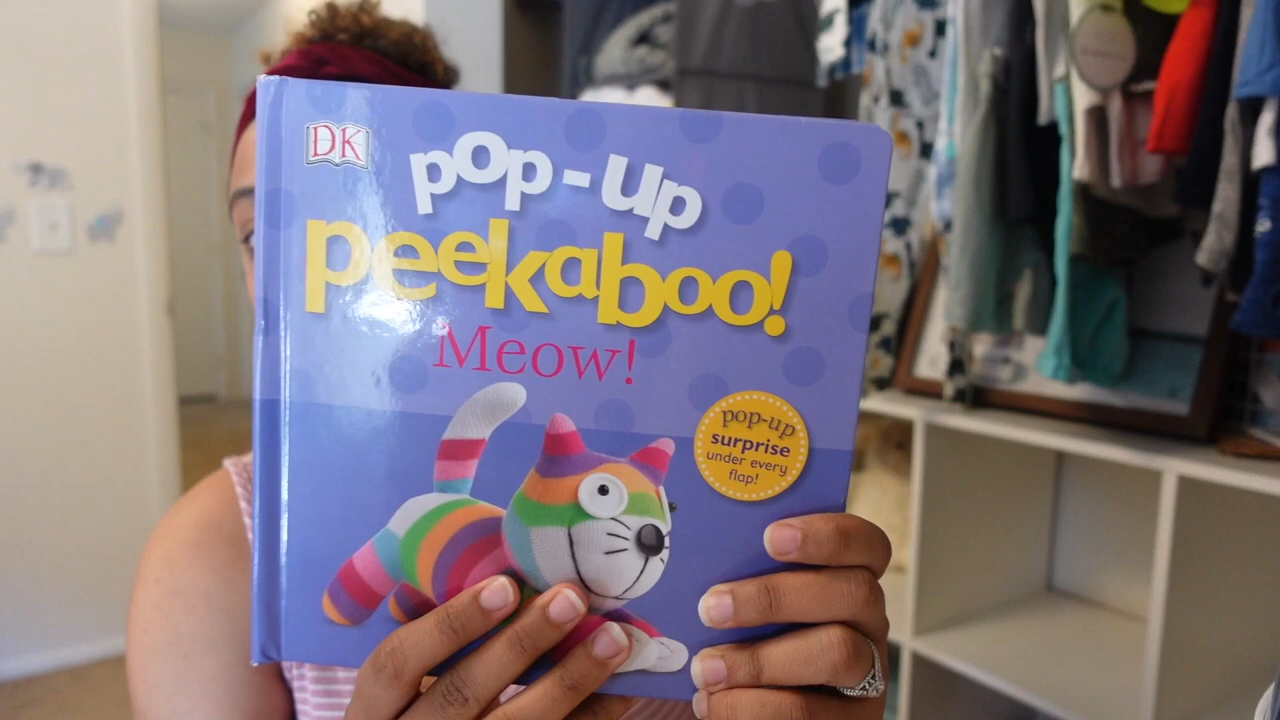 DK
pop-up
peekaboo!
Meow!
pop-up
surprise
under every
flap!